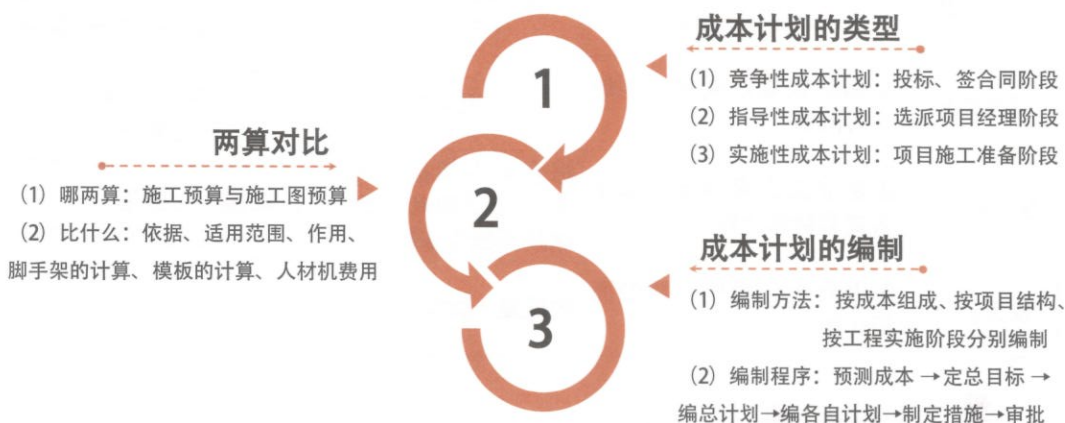 1
成本计划的类型
(1) 竞争性成本计划：投标、签合同阶段
(2) 指导性成本计划：选派项目经理阶段
(3) 实施性成本计划：项目施工准备阶段
2
两算对比
(1) 哪两算：施工预算与施工图预算
(2) 比什么：依据、适用范围、作用、
脚手架的计算、模板的计算、人材机费用
3
成本计划的编制
(1) 编制方法：按成本组成、按项目结构、
按工程实施阶段分别编制
(2) 编制程序：预测成本→定总目标→
编总计划→编各自计划→制定措施→审批